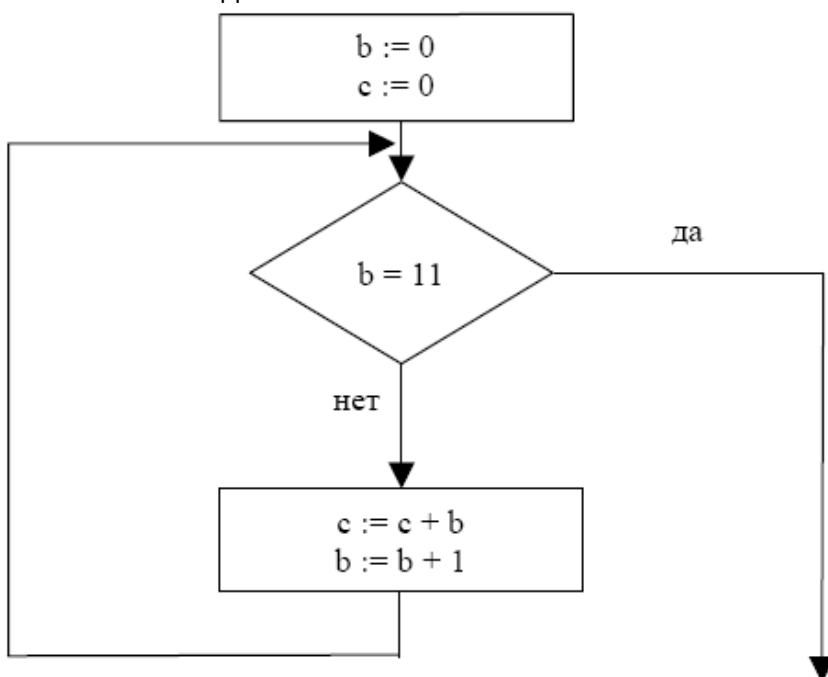 b := 0
c := 0
да
b = 11
нет
c := c + b
b := b + 1